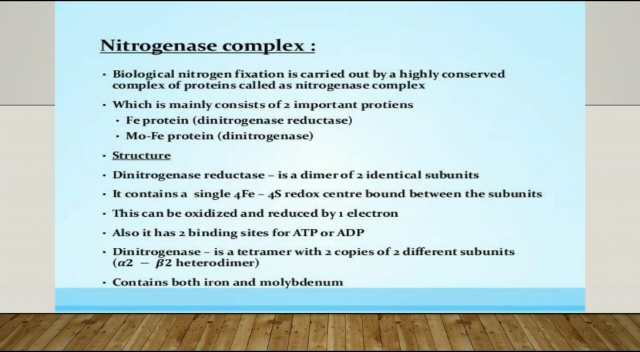 Nitrogenase complex :
• Biological nitrogen fixation is carried out by a highly conserved
complex of proteins called as nitrogenase complex
• Which is mainly consists of 2 important protiens
• Fe protein (dinitrogenase reductase)
• Mo-Fe protein (dinitrogenase)
• Structure
• Dinitrogenase reductase – is a dimer of 2 identical subunits
• It contains a single 4Fe – 4S redox centre bound between the subunits
• This can be oxidized and reduced by 1 electron
• Also it has 2 binding sites for ATP or ADP
• Dinitrogenase – is a tetramer with 2 copies of 2 different subunits
(α2 − β2 heterodimer)
• Contains both iron and molybdenum